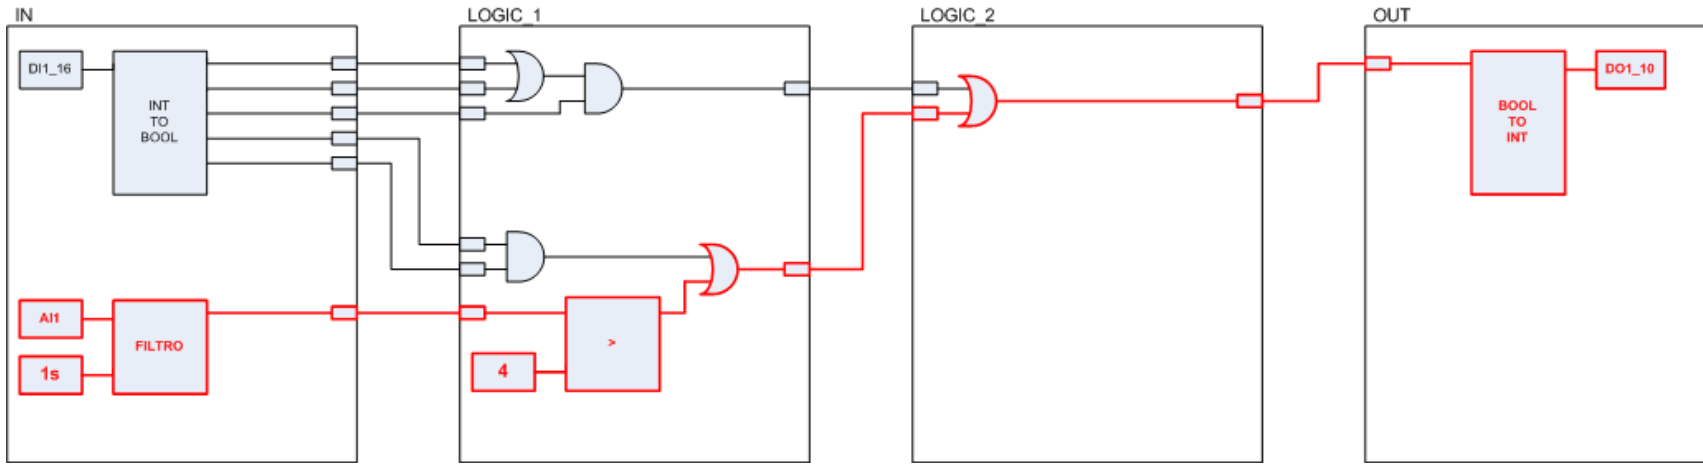 IN
LOGIC_1
LOGIC_2
OUT
DI1_16
INT
TO
BOOL
AI1
1s
FILTRO
>
4
BOOL
TO
INT
DO1_10